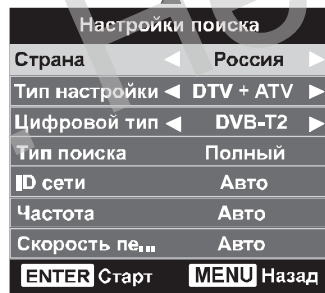 Настройки поиска
Страна Россия
Тип настройки DTV + ATV
Цифровой тип DVB-T2
Тип поиска Полный
ID сети Авто
Частота Авто
Скорость пе... Авто
ENTER Старт MENU Назад